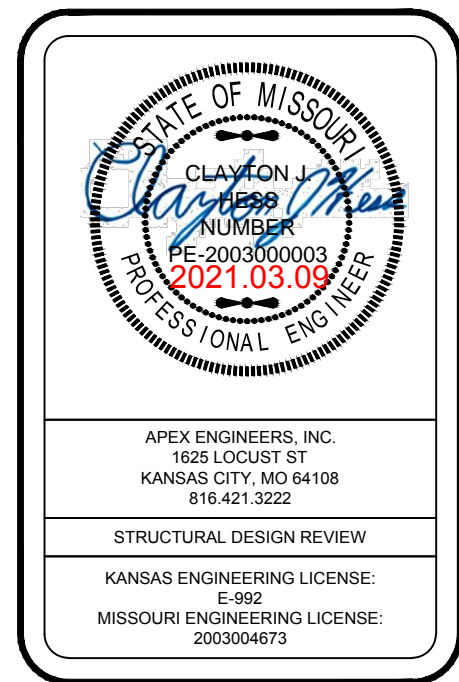 STATE OF MISSOURI
CLAYTON J.
HESS
NUMBER
PE-2003000003
2021.03.09
PROFESSIONAL ENGINEER
Clayton J Hess
APEX ENGINEERS, INC.
1625 LOCUST ST
KANSAS CITY, MO 64108
816.421.3222
STRUCTURAL DESIGN REVIEW
KANSAS ENGINEERING LICENSE:
E-992
MISSOURI ENGINEERING LICENSE:
2003004673